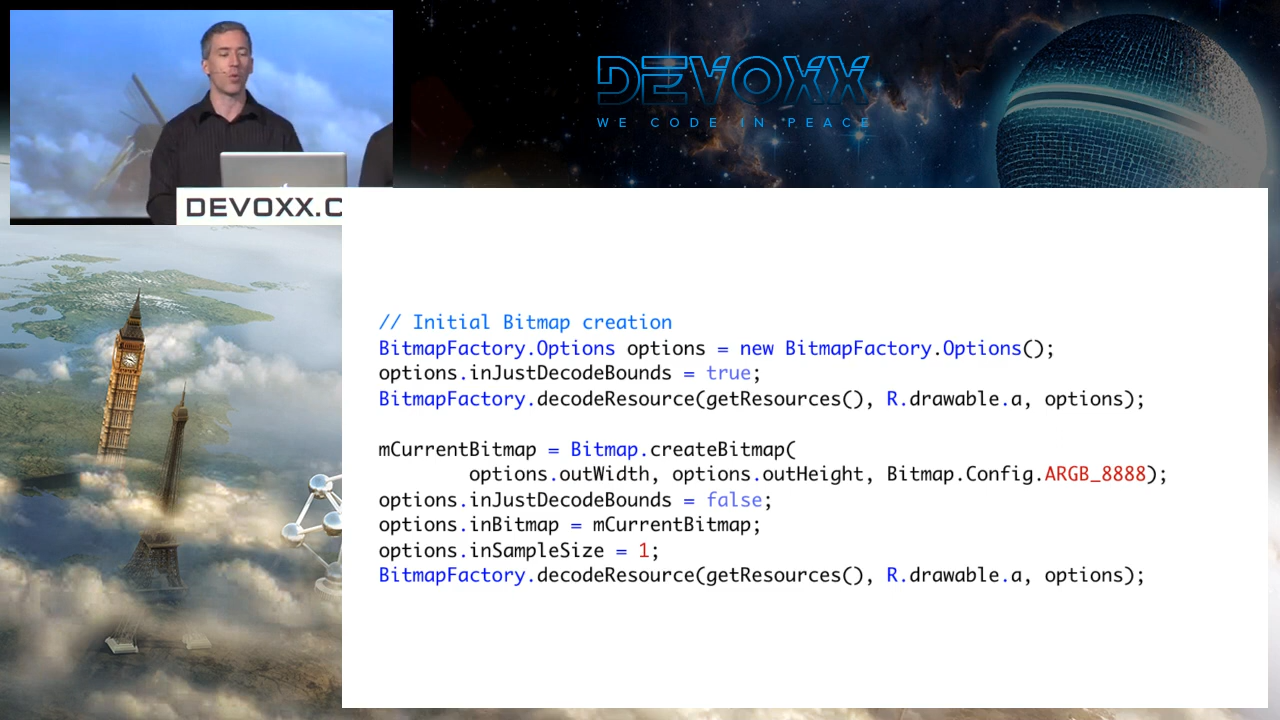 DEVOXX
WE CODE IN PEACE
DEVOXX.C
// Initial Bitmap creation
BitmapFactory.Options options = new BitmapFactory.Options();
options.inJustDecodeBounds = true;
BitmapFactory.decodeResource(getResources(), R.drawable.a, options);
mCurrentBitmap = Bitmap.createBitmap(
options.outWidth, options.outHeight, Bitmap.Config.ARGB_8888);
options.inJustDecodeBounds = false;
options.inBitmap = mCurrentBitmap;
options.inSampleSize = 1;
BitmapFactory.decodeResource(getResources(), R.drawable.a, options);